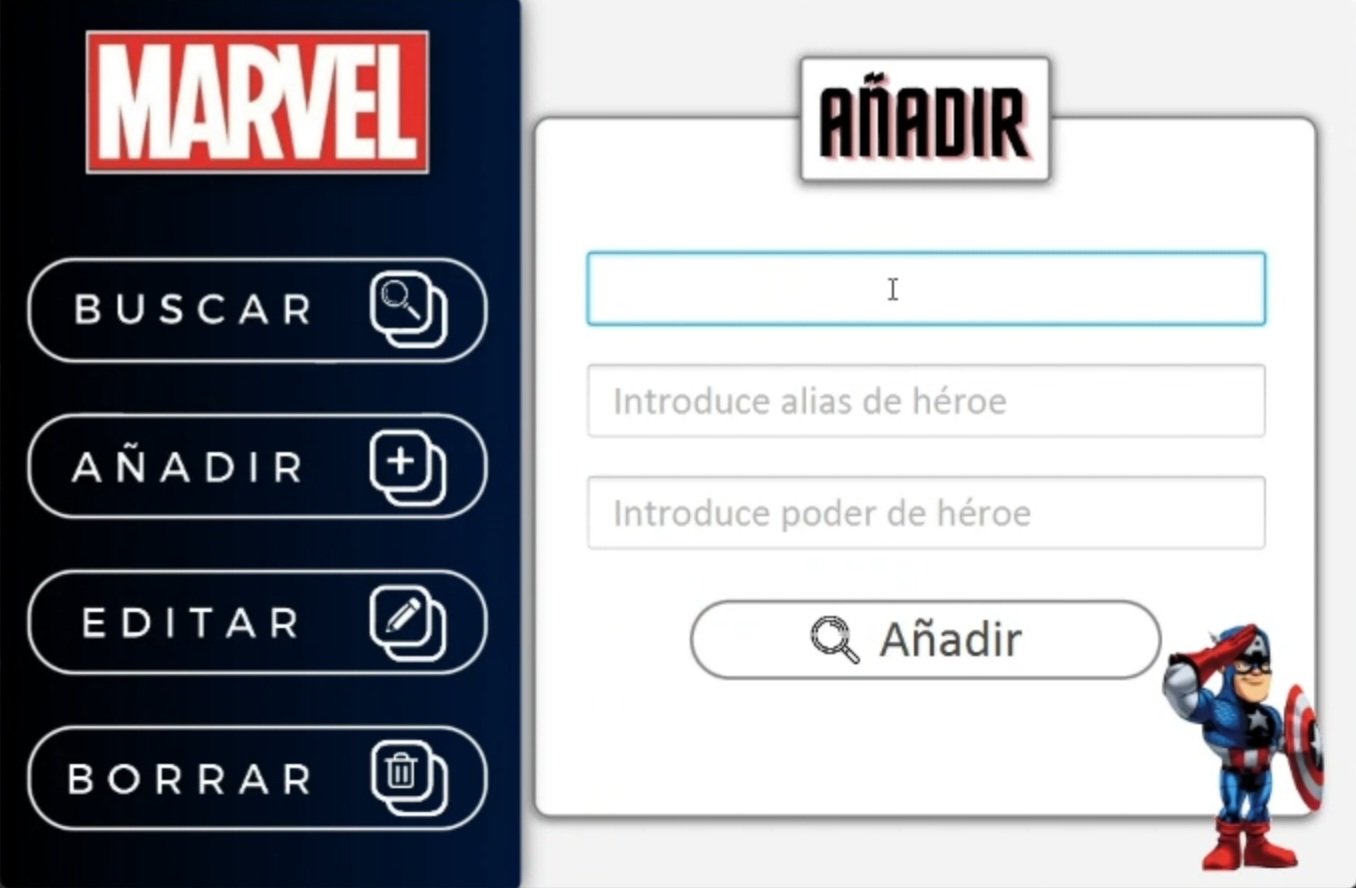 MARVEL
BUSCAR
AÑADIR
EDITAR
BORRAR
AÑADIR
Introduce alias de héroe
Introduce poder de héroe
Añadir